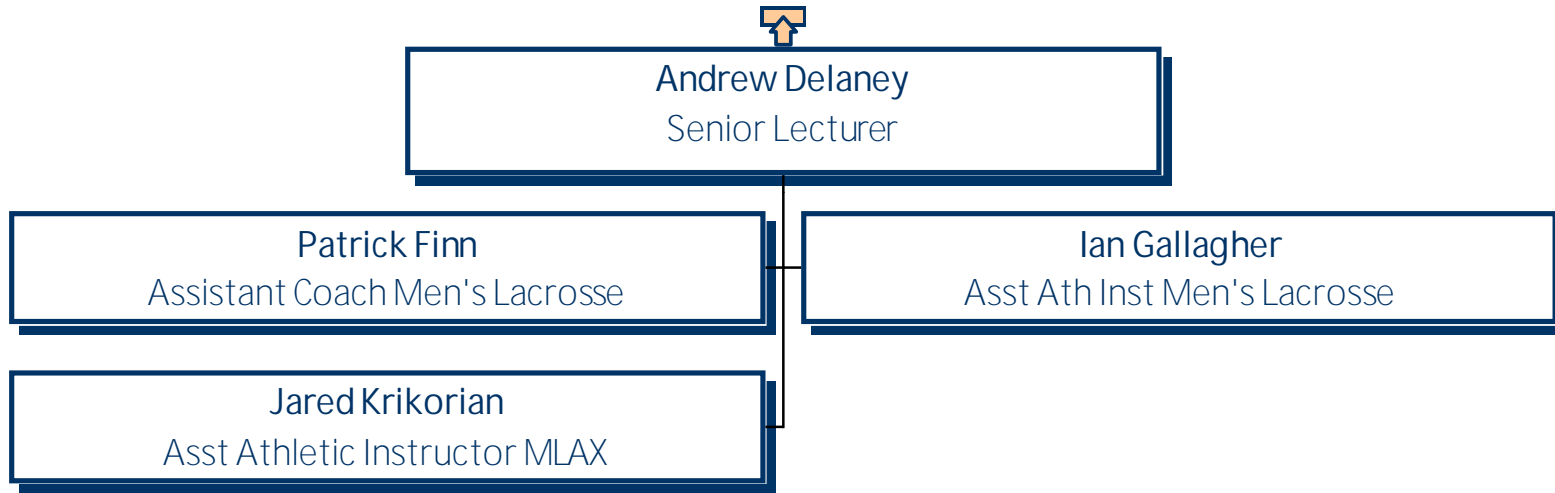 Andrew Delaney
Senior Lecturer
Patrick Finn
Assistant Coach Men's Lacrosse
Ian Gallagher
Asst Ath Inst Men's Lacrosse
Jared Krikorian
Asst Athletic Instructor MLAX